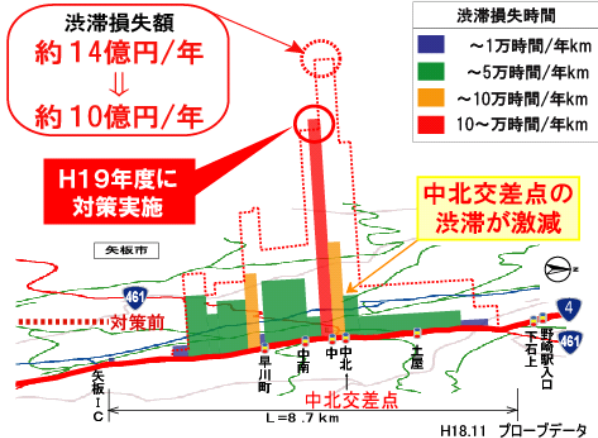 渋滞損失額
約14億円/年
⇓
約10億円/年
渋滞損失時間
～1万時間/年km
～5万時間/年km
～10万時間/年km
10～万時間/年km
H19年度に
対策実施
中北交差点の
渋滞が激減
矢板市
461
対策前
N
4
461
矢板IC
早川町
中南
中
中北
土屋
下石上
野崎駅入口
中北交差点
L=8.7km
H18.11 プローブデータ